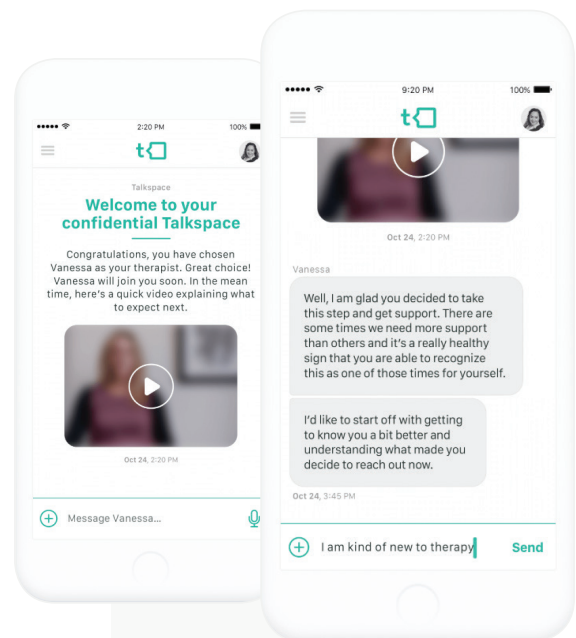 2:20 PM
100%
t
Talkspace
Welcome to your
confidential Talkspace
Congratulations, you have chosen
Vanessa as your therapist. Great choice!
Vanessa will join you soon. In the mean
time, here's a quick video explaining what
to expect next.
Oct 24, 2:20 PM
Message Vanessa...
9:20 PM
100%
t
Oct 24, 2:20 PM
Vanessa
Well, I am glad you decided to take
this step and get support. There are
some times we need more support
than others and it's a really healthy
sign that you are able to recognize
this as one of those times for yourself.
I'd like to start off with getting
to know you a bit better and
understanding what made you
decide to reach out now.
Oct 24, 3:45 PM
I am kind of new to therapy
Send